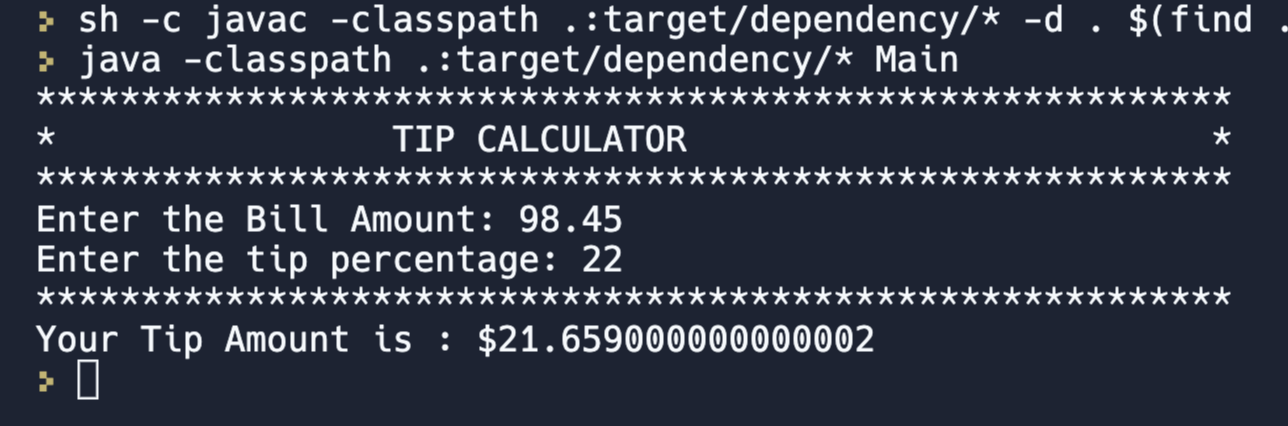 sh -c javac -classpath .:target/dependency/* -d . $(find .
java -classpath .:target/dependency/* Main
*********************************************************
*                TIP CALCULATOR                         *
*********************************************************
Enter the Bill Amount: 98.45
Enter the tip percentage: 22
*********************************************************
Your Tip Amount is : $21.659000000000002